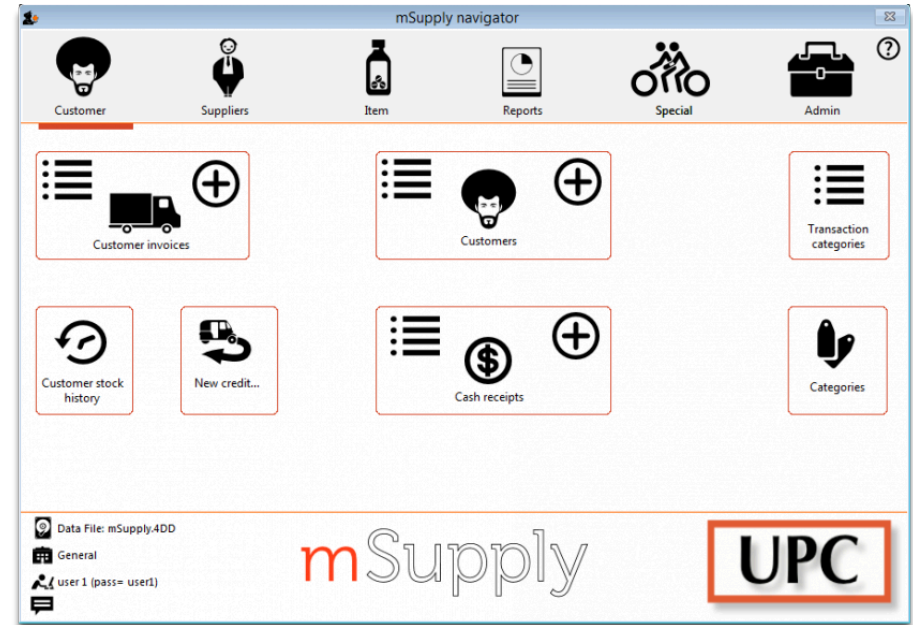 mSupply navigator
Customer
Suppliers
Item
Reports
Special
Admin
?
Customer invoices
Customers
Transaction
categories
Customer stock
history
New credit...
$
Cash receipts
Categories
Data File: mSupply.4DD
General
user 1 (pass= user1)
mSupply
UPC